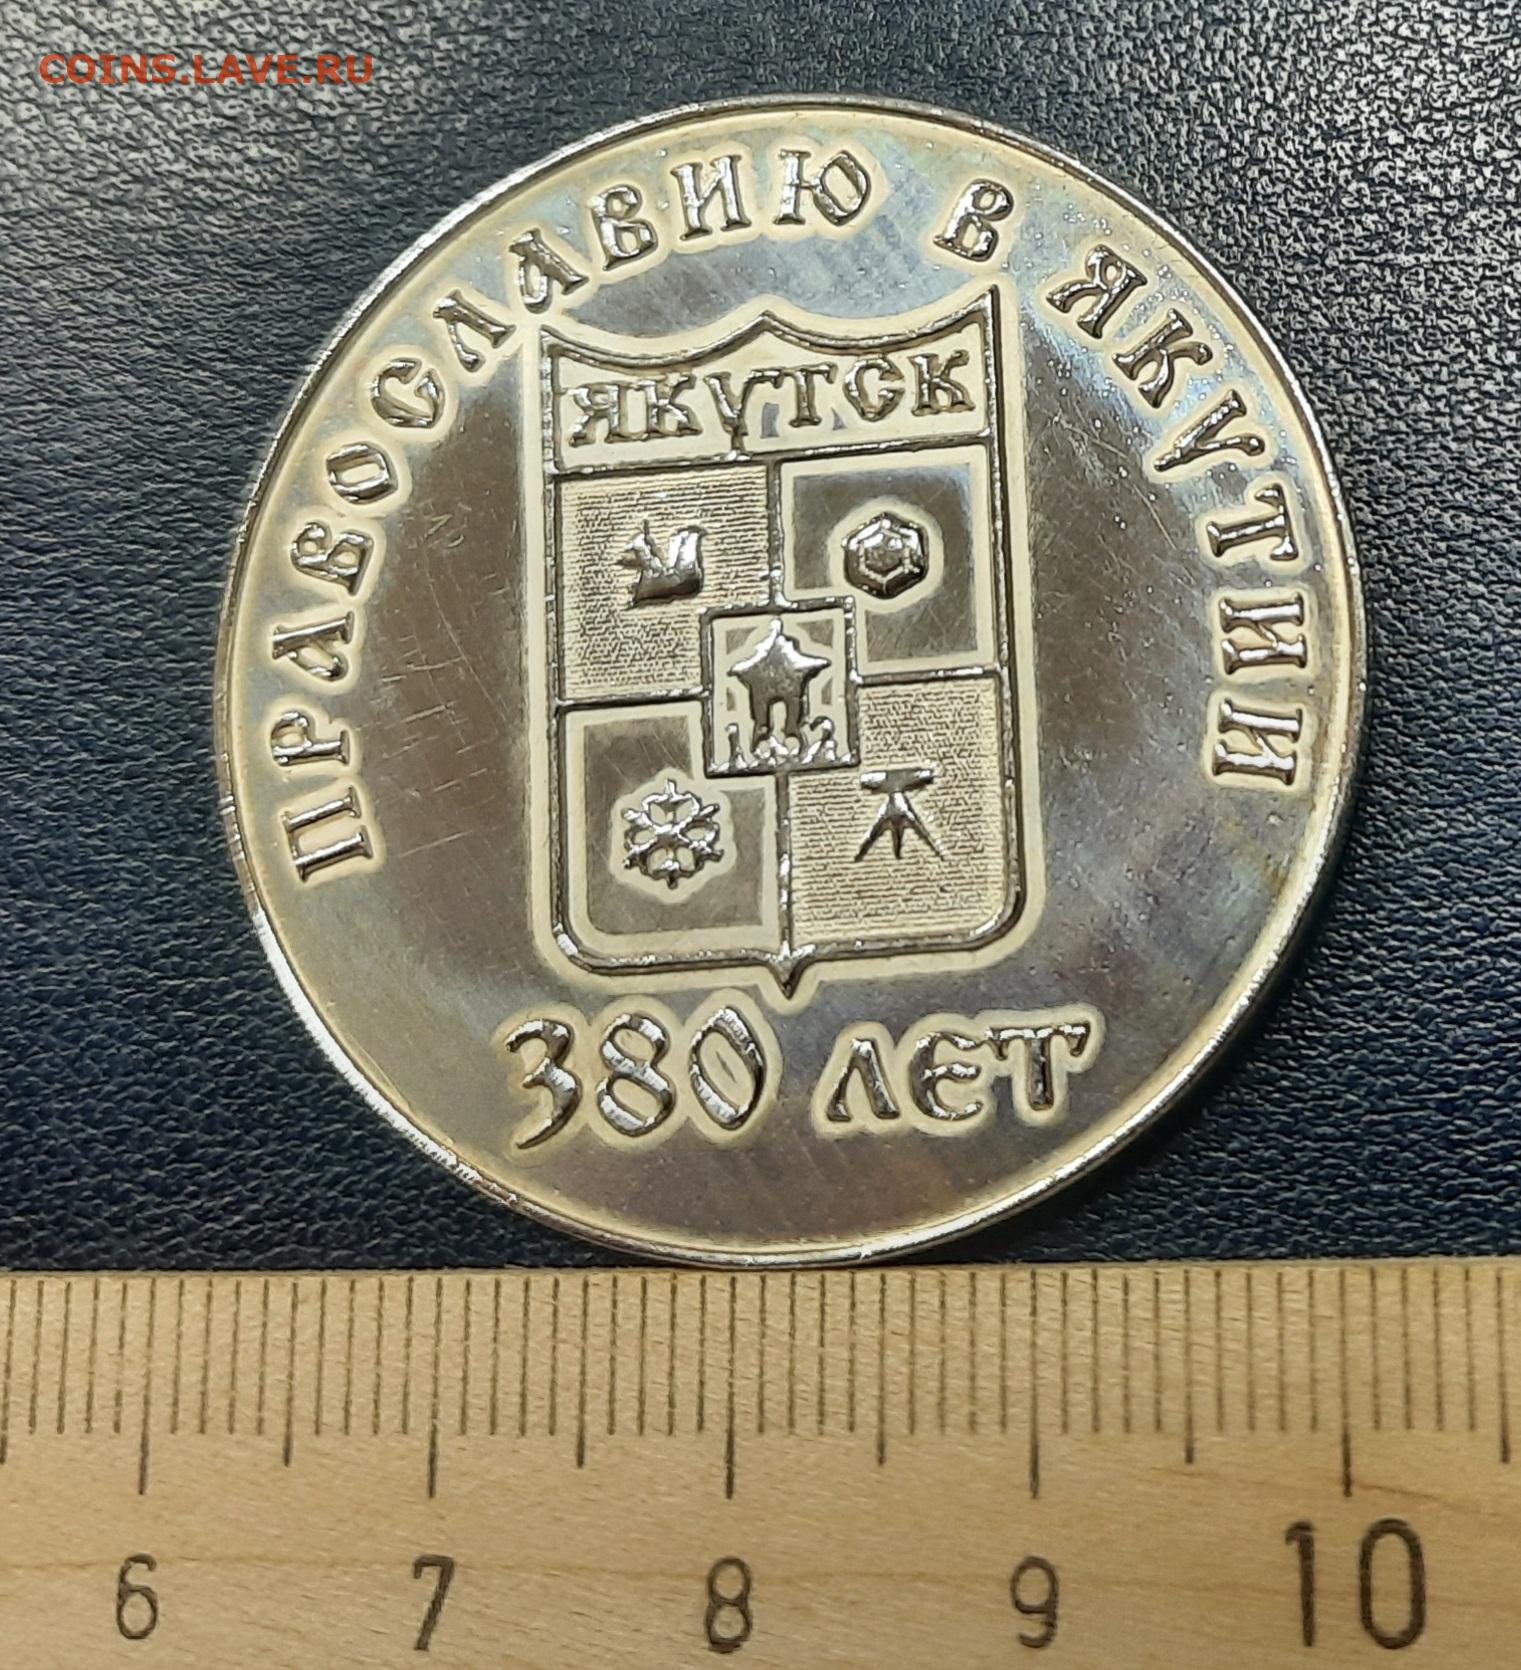 COINS.LAVE.RU
ПРАВОСЛАВИЮ В ЯКУТИИ
ЯКУТСК
380 ЛЕТ
6 7 8 9 10